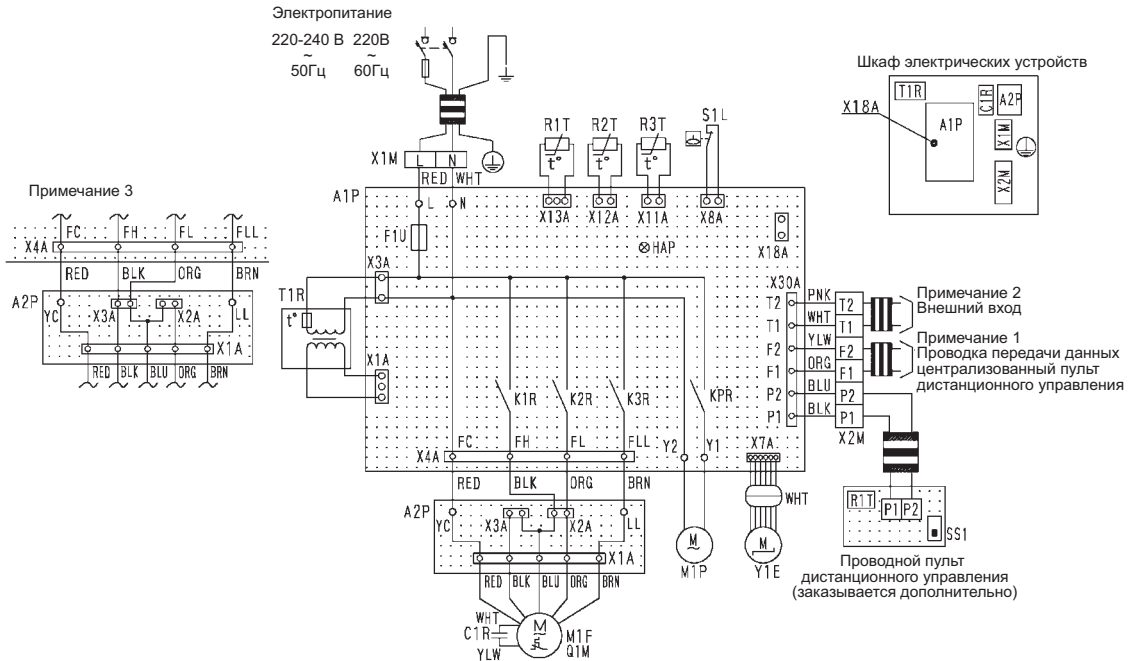 Электропитание
220-240 В 220В
~ ~
50Гц 60Гц
Шкаф электрических устройств
T1R
C1R
A2P
X18A
A1P
X1M
X2M
R1T
R2T
R3T
S1L
t°
t°
t°
X1M
L
N
RED
WHT
A1P
L
N
X13A
X12A
X11A
X8A
F1U
HAP
X18A
Примечание 3
FC
FH
FL
FLL
X4A
RED
BLK
ORG
BRN
A2P
YC
X3A
X2A
LL
X1A
RED
BLK
BLU
ORG
BRN
X3A
T1R
t°
X1A
X30A
T2
PNK
T2
Примечание 2
Внешний вход
T1
WHT
T1
F2
YLW
F2
Примечание 1
Проводка передачи данных
централизованный пульт
дистанционного управления
F1
ORG
F1
P2
BLU
P2
P1
BLK
P1
X2M
K1R
K2R
K3R
KPR
FC
FH
FL
FLL
Y2
Y1
X7A
X4A
RED
BLK
ORG
BRN
WHT
A2P
YC
X3A
X2A
LL
X1A
RED
BLK
BLU
ORG
BRN
M
~
M1P
M
Y1E
R1T
P1
P2
SS1
Проводной пульт
дистанционного управления
(заказывается дополнительно)
WHT
C1R
YLW
M
~
M1F
Q1M